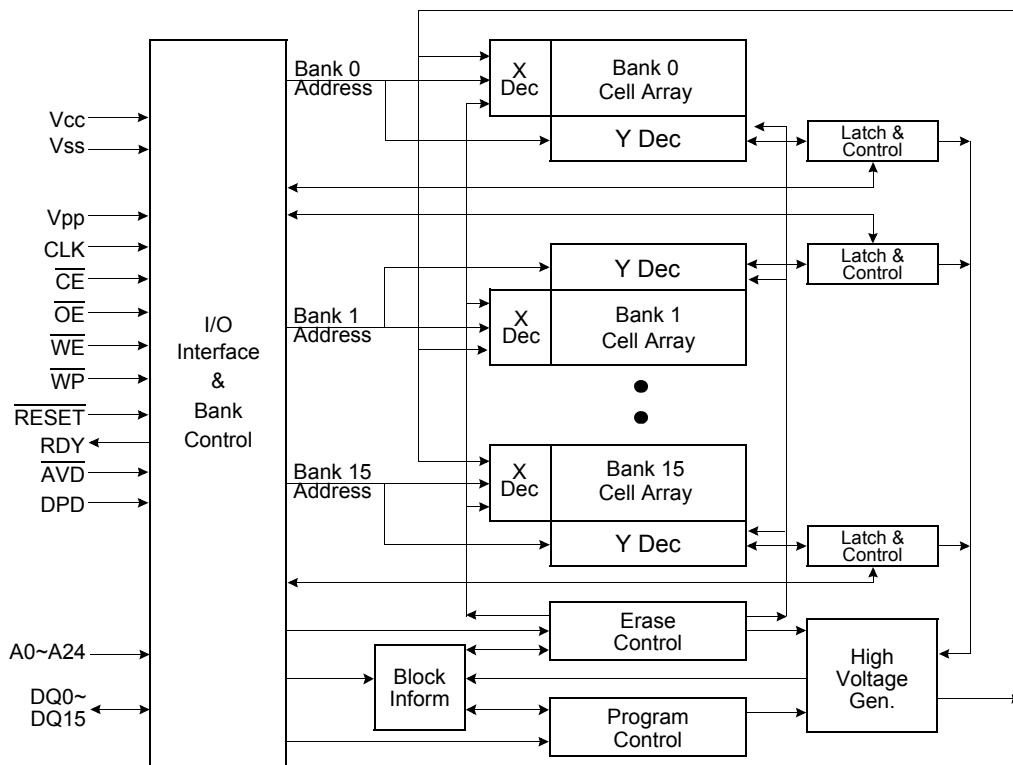 Vcc
Vss
Vpp
CLK
CE
OE
WE
WP
RESET
RDY
AVD
DPD
A0~A24
DQ0~
DQ15
I/O
Interface
&
Bank
Control
Bank 0
Address
X
Dec
Bank 0
Cell Array
Y Dec
Latch &
Control
Y Dec
Latch &
Control
Bank 1
Address
X
Dec
Bank 1
Cell Array
Bank 15
Address
X
Dec
Bank 15
Cell Array
Y Dec
Latch &
Control
Erase
Control
Block
Inform
High
Voltage
Gen.
Program
Control